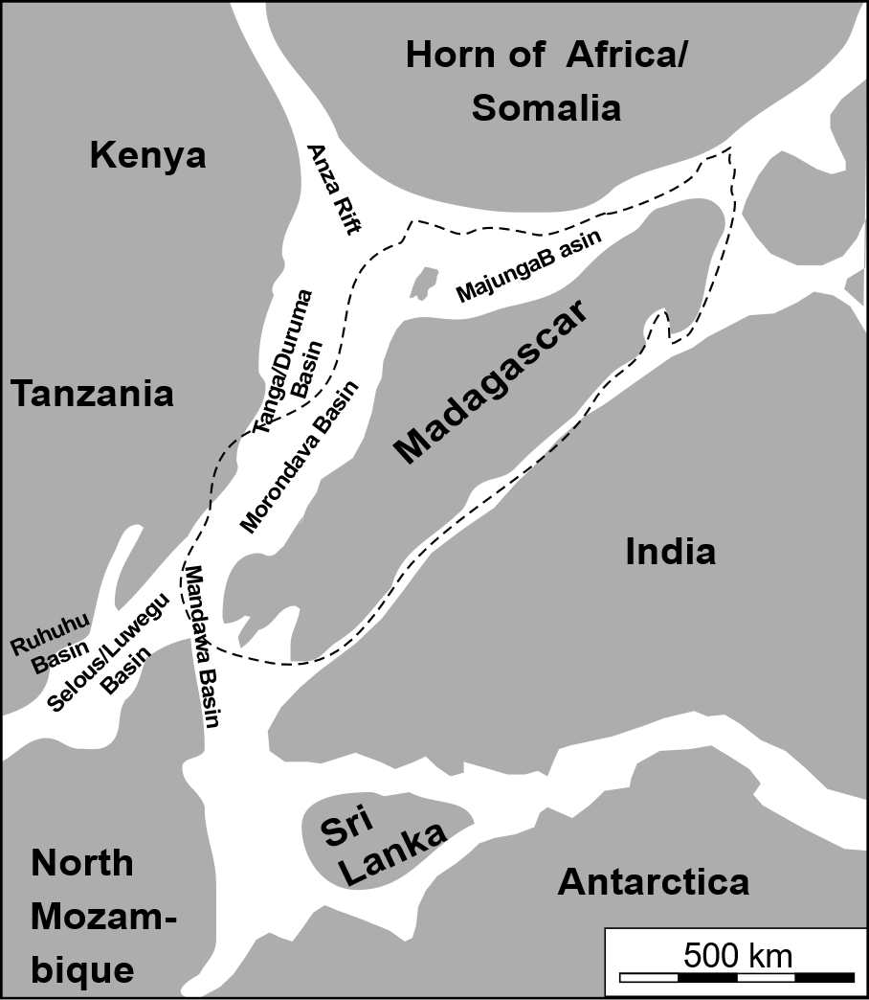 Horn of Africa/
Somalia
Kenya
Anza Rift
MajungaB asin
Tanga/Duruma
Basin
Madagascar
Tanzania
Morondava Basin
India
Mandawa Basin
Ruhuhu
Basin
Selous/Luwegu
Basin
Sri
Lanka
North
Mozam-
bique
Antarctica
500 km